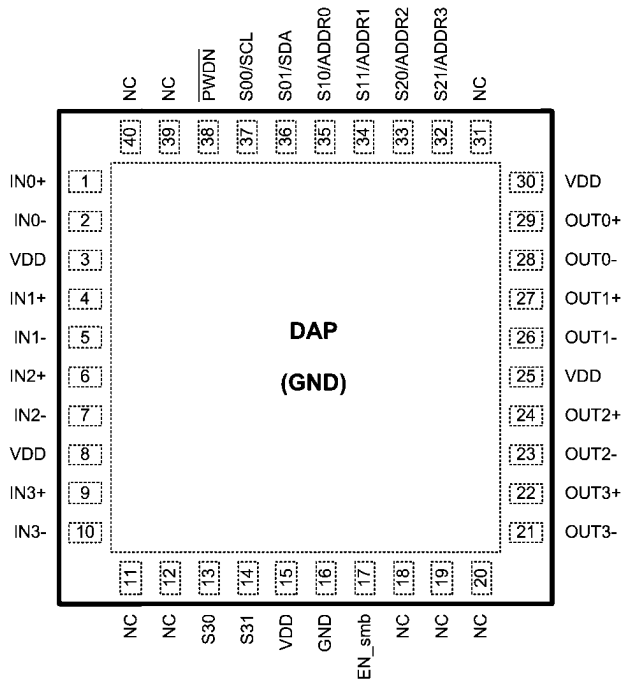 NC
NC
PWDN
S00/SCL
S01/SDA
S10/ADDR0
S11/ADDR1
S20/ADDR2
S21/ADDR3
NC
40
39
38
37
36
35
34
33
32
31
IN0+ 1
IN0- 2
VDD 3
IN1+ 4
IN1- 5
IN2+ 6
IN2- 7
VDD 8
IN3+ 9
IN3- 10
DAP
(GND)
30 VDD
29 OUT0+
28 OUT0-
27 OUT1+
26 OUT1-
25 VDD
24 OUT2+
23 OUT2-
22 OUT3+
21 OUT3-
11
12
13
14
15
16
17
18
19
20
NC
NC
S30
S31
VDD
GND
EN_smb
NC
NC
NC